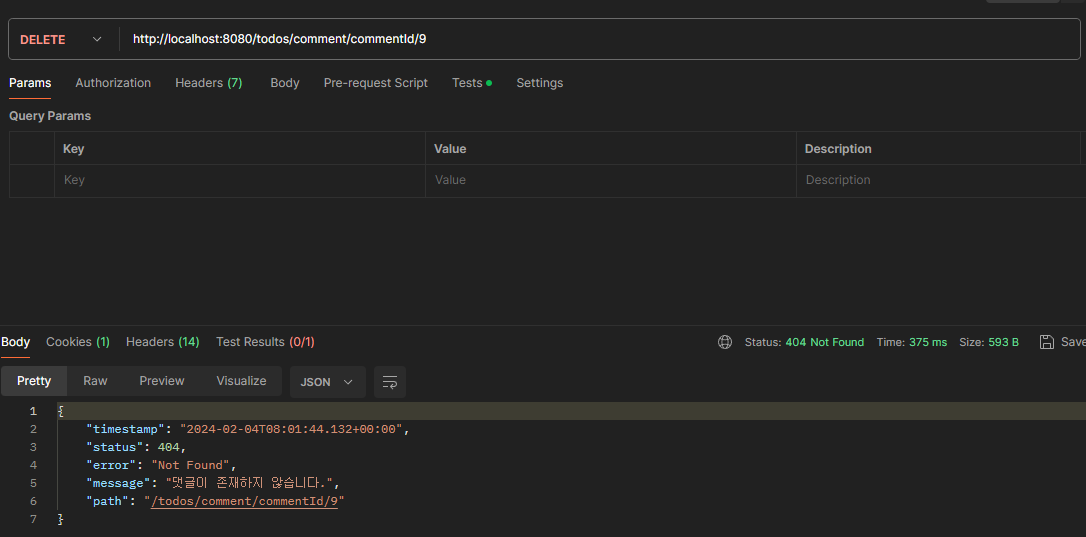 DELETE http://localhost:8080/todos/comment/commentId/9
Params Authorization Headers (7) Body Pre-request Script Tests Settings
Query Params
Key Value Description
Key Value Description
Body Cookies (1) Headers (14) Test Results (0/1) Status: 404 Not Found Time: 375 ms Size: 593 B Save
Pretty Raw Preview Visualize JSON
1 {
2 "timestamp": "2024-02-04T08:01:44.132+00:00",
3 "status": 404,
4 "error": "Not Found",
5 "message": "댓글이 존재하지 않습니다.",
6 "path": "/todos/comment/commentId/9"
7 }